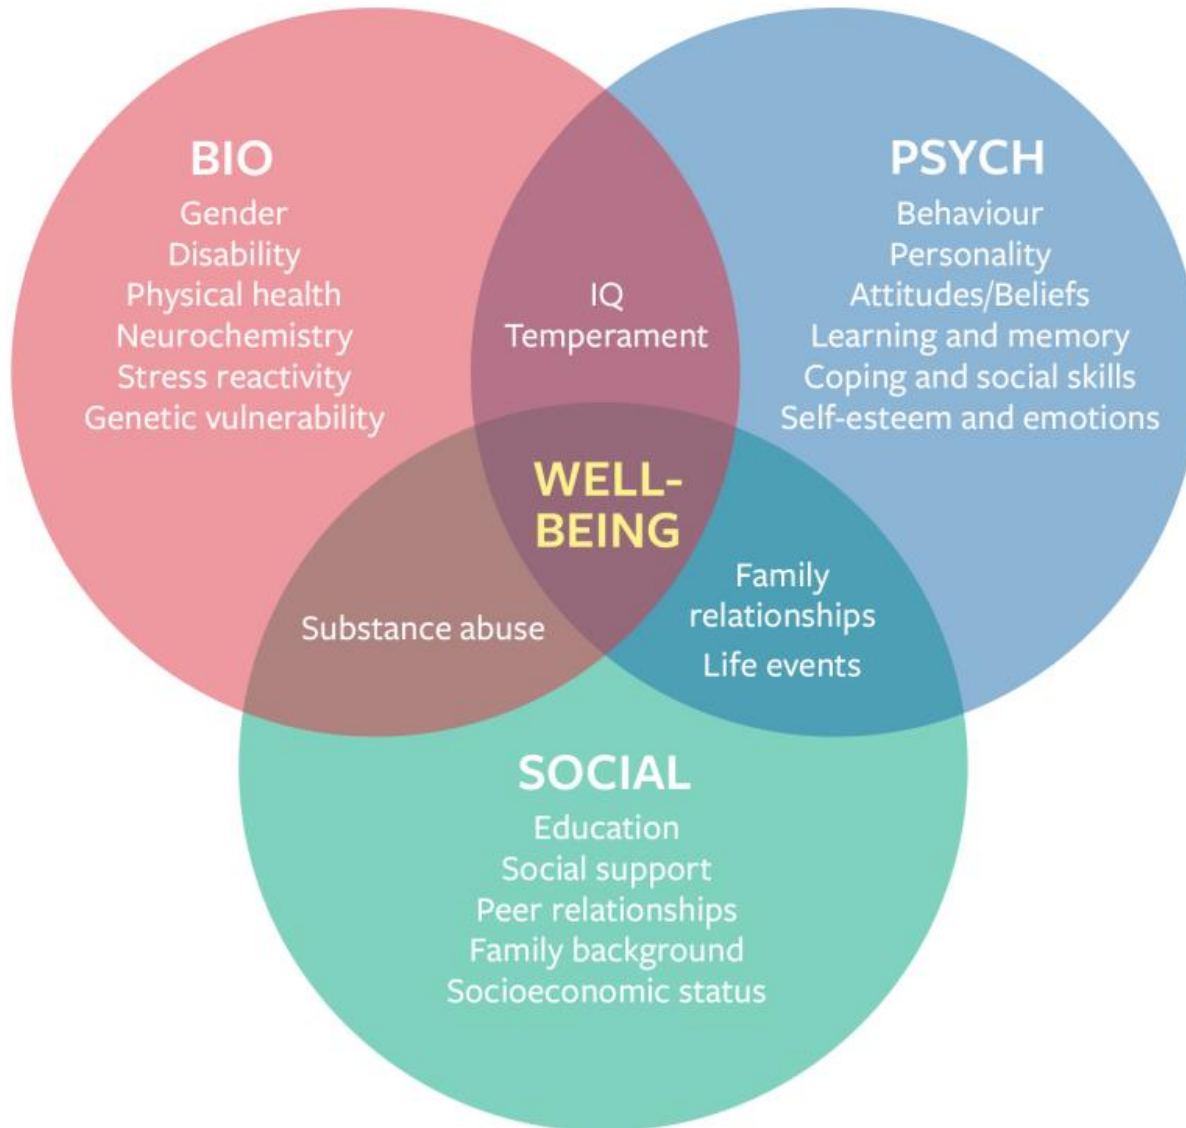 BIO
Gender
Disability
Physical health
Neurochemistry
Stress reactivity
Genetic vulnerability
IQ
Temperament
PSYCH
Behaviour
Personality
Attitudes/Beliefs
Learning and memory
Coping and social skills
Self-esteem and emotions
WELL-
BEING
Substance abuse
Family
relationships
Life events
SOCIAL
Education
Social support
Peer relationships
Family background
Socioeconomic status